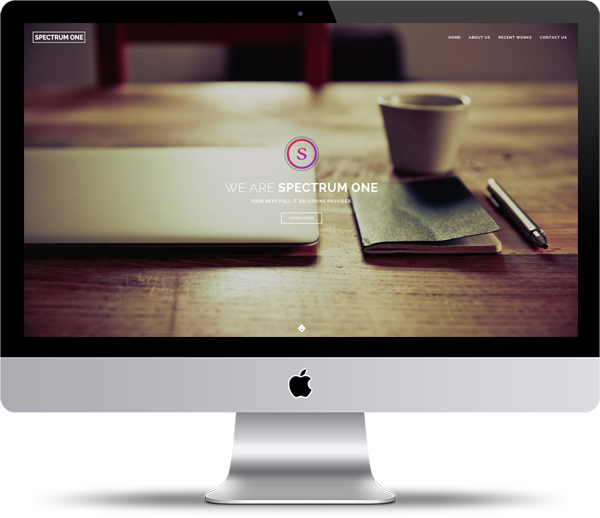 SPECTRUM ONE
HOME ABOUT US RECENT WORKS CONTACT US
S
WE ARE SPECTRUM ONE
YOUR NEXT FULL IT SOLUTIONS PROVIDER
LEARN MORE